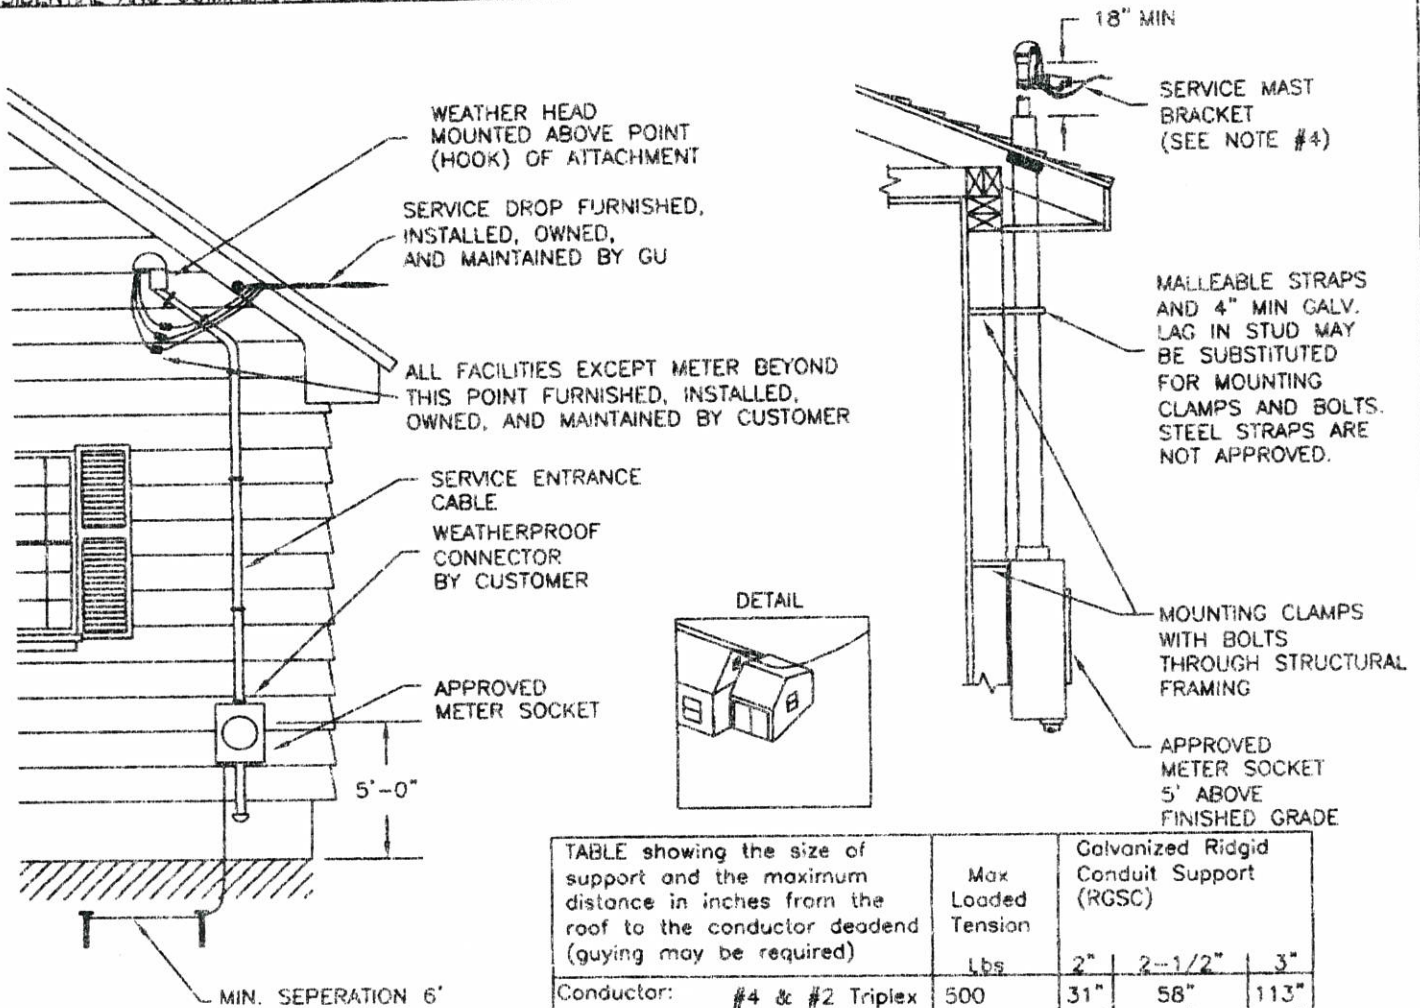 18" MIN
WEATHER HEAD
MOUNTED ABOVE POINT
(HOOK) OF ATTACHMENT
SERVICE DROP FURNISHED,
INSTALLED, OWNED,
AND MAINTAINED BY GU
ALL FACILITIES EXCEPT METER BEYOND
THIS POINT FURNISHED, INSTALLED,
OWNED, AND MAINTAINED BY CUSTOMER
SERVICE ENTRANCE
CABLE
WEATHERPROOF
CONNECTOR
BY CUSTOMER
APPROVED
METER SOCKET
5'-0"
MIN. SEPERATION 6'
DETAIL
SERVICE MAST
BRACKET
(SEE NOTE #4)
MALLEABLE STRAPS
AND 4" MIN GALV.
LAG IN STUD MAY
BE SUBSTITUTED
FOR MOUNTING
CLAMPS AND BOLTS.
STEEL STRAPS ARE
NOT APPROVED.
MOUNTING CLAMPS
WITH BOLTS
THROUGH STRUCTURAL
FRAMING
APPROVED
METER SOCKET
5' ABOVE
FINISHED GRADE
TABLE showing the size of
support and the maximum
distance in inches from the
roof to the conductor deadend
(guying may be required)
Max
Loaded
Tension
Lbs
Galvanized Ridgid
Conduit Support
(RGSC)
2" 2-1/2" 3"
Conductor: #4 & #2 Triplex 500 31" 58" 113"